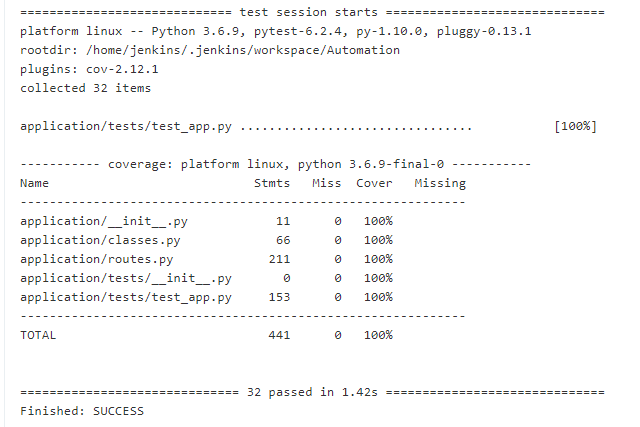 ============================= test session starts ==============================
platform linux -- Python 3.6.9, pytest-6.2.4, py-1.10.0, pluggy-0.13.1
rootdir: /home/jenkins/.jenkins/workspace/Automation
plugins: cov-2.12.1
collected 32 items
application/tests/test_app.py ................................ [100%]
----------- coverage: platform linux, python 3.6.9-final-0 -----------
Name Stmts Miss Cover Missing
-------------------------------------------------------------
application/__init__.py 11 0 100%
application/classes.py 66 0 100%
application/routes.py 211 0 100%
application/tests/__init__.py 0 0 100%
application/tests/test_app.py 153 0 100%
-------------------------------------------------------------
TOTAL 441 0 100%
============================== 32 passed in 1.42s ==============================
Finished: SUCCESS